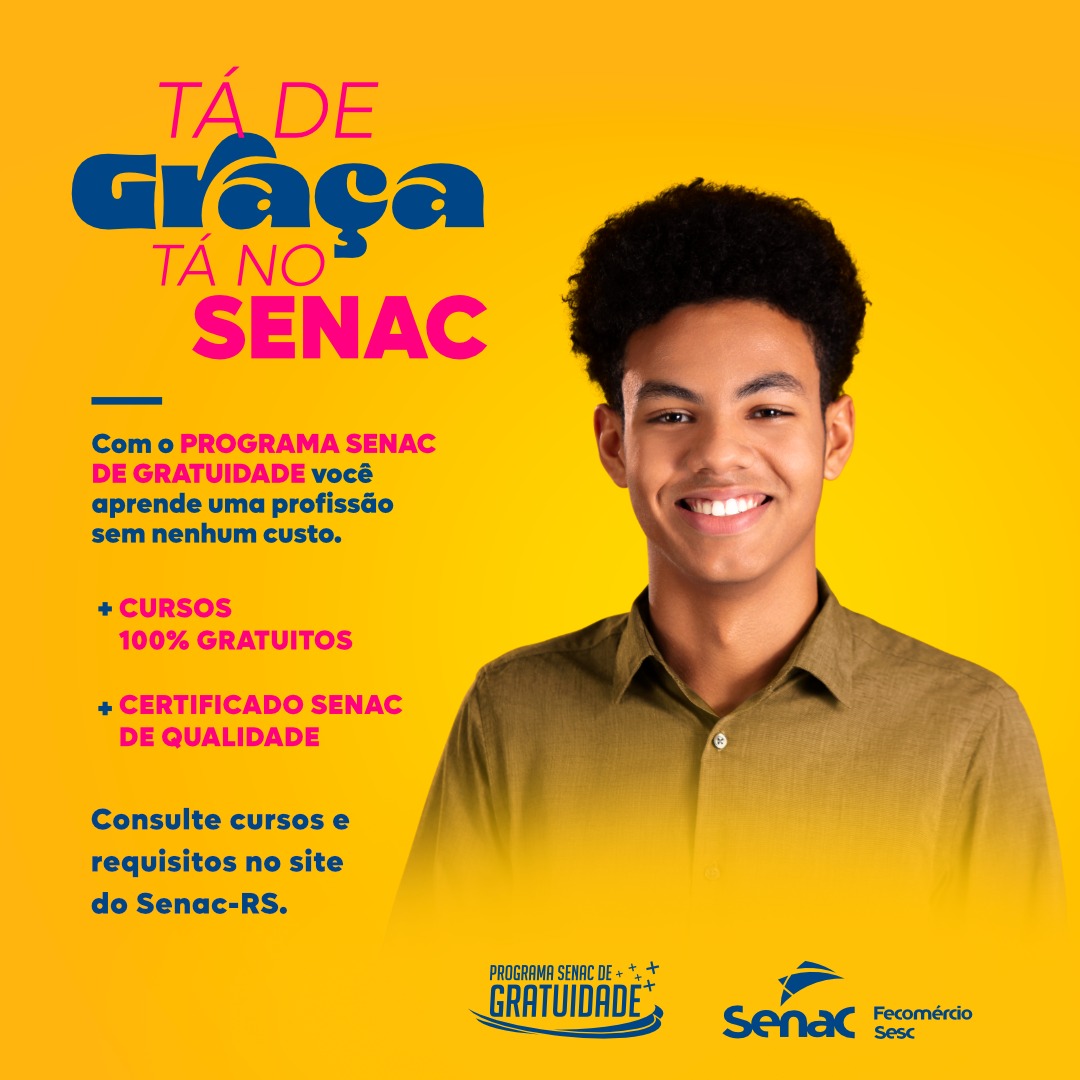 TÁ DE
Graça
TÁ NO
SENAC
Com o PROGRAMA SENAC
DE GRATUIDADE você
aprende uma profissão
sem nenhum custo.
+ CURSOS
100% GRATUITOS
+ CERTIFICADO SENAC
DE QUALIDADE
Consulte cursos e
requisitos no site
do Senac-RS.
PROGRAMA SENAC DE
GRATUIDADE
Senac
Fecomércio
Sesc